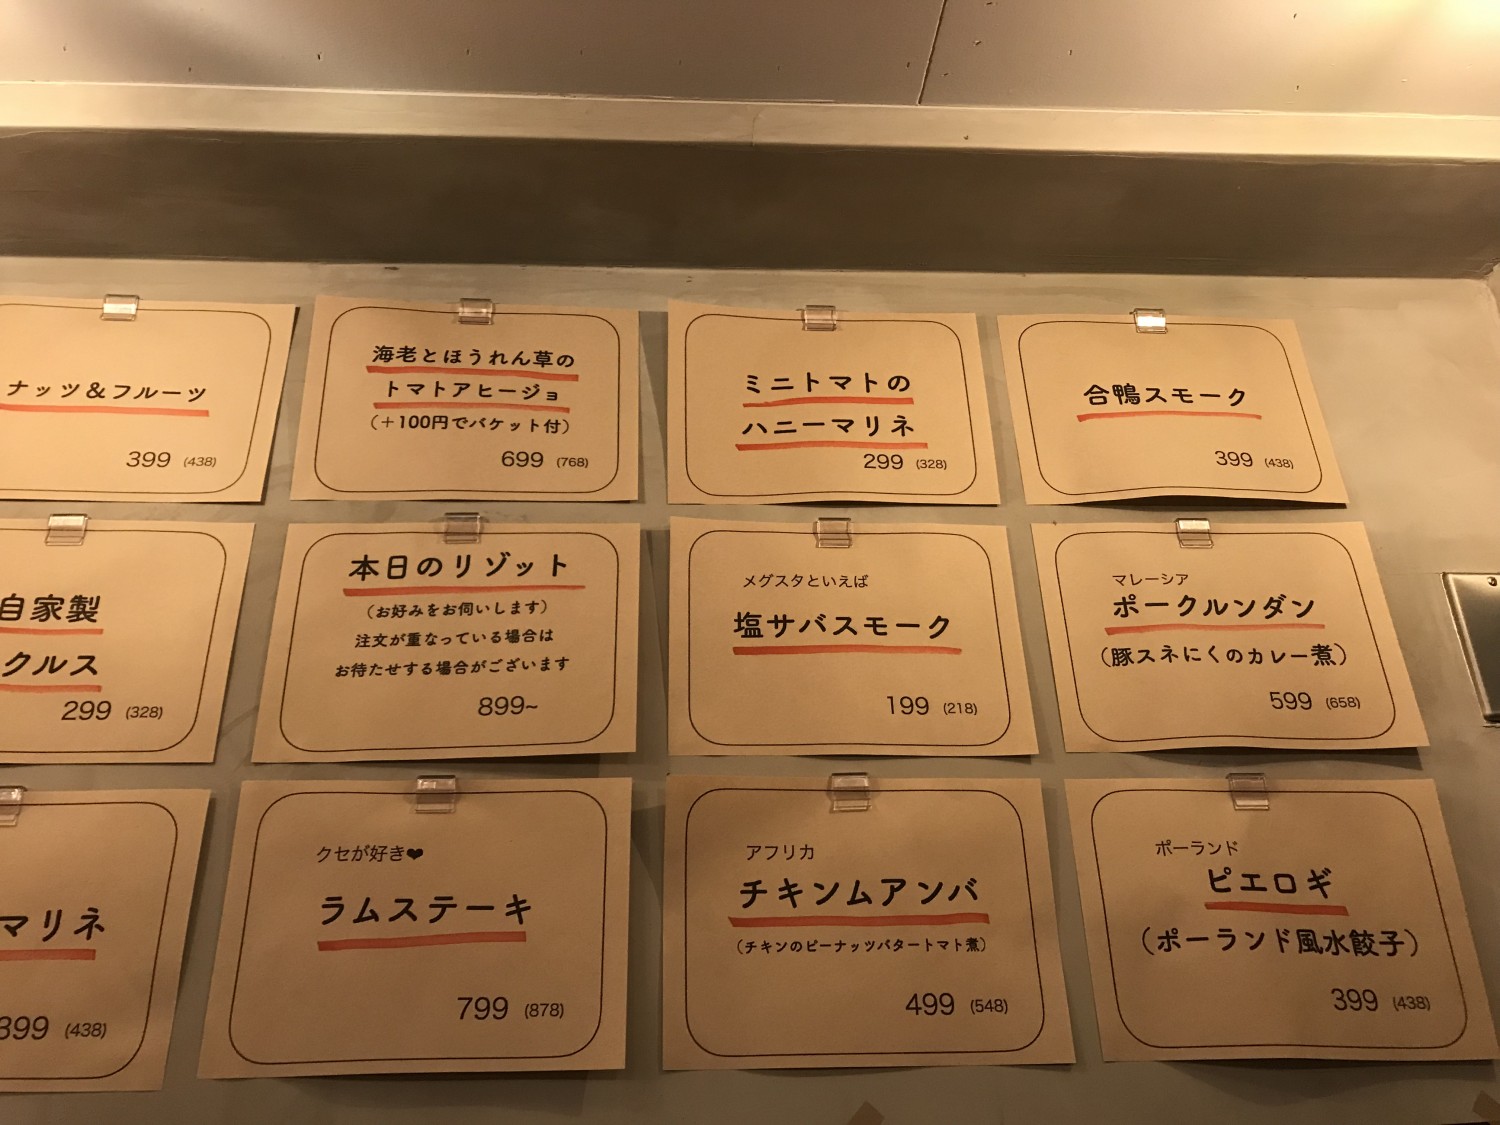 ナッツ&フルーツ
399 (438)
海老とほうれん草の
トマトアヒージョ
(+100円でバケット付)
699 (768)
ミニトマトの
ハニーマリネ
299 (328)
合鴨スモーク
399 (438)
自家製
クルス
299 (328)
本日のリゾット
(お好みをお伺いします)
注文が重なっている場合は
お待たせする場合がございます
899~
メグスタといえば
塩サバスモーク
199 (218)
マレーシア
ポークルンダン
(豚スネにくのカレー煮)
599 (658)
マリネ
399 (438)
クセが好き❤
ラムステーキ
799 (878)
アフリカ
チキンムアンバ
(チキンのピーナッツバタートマト煮)
499 (548)
ポーランド
ピエロギ
(ポーランド風水餃子)
399 (438)